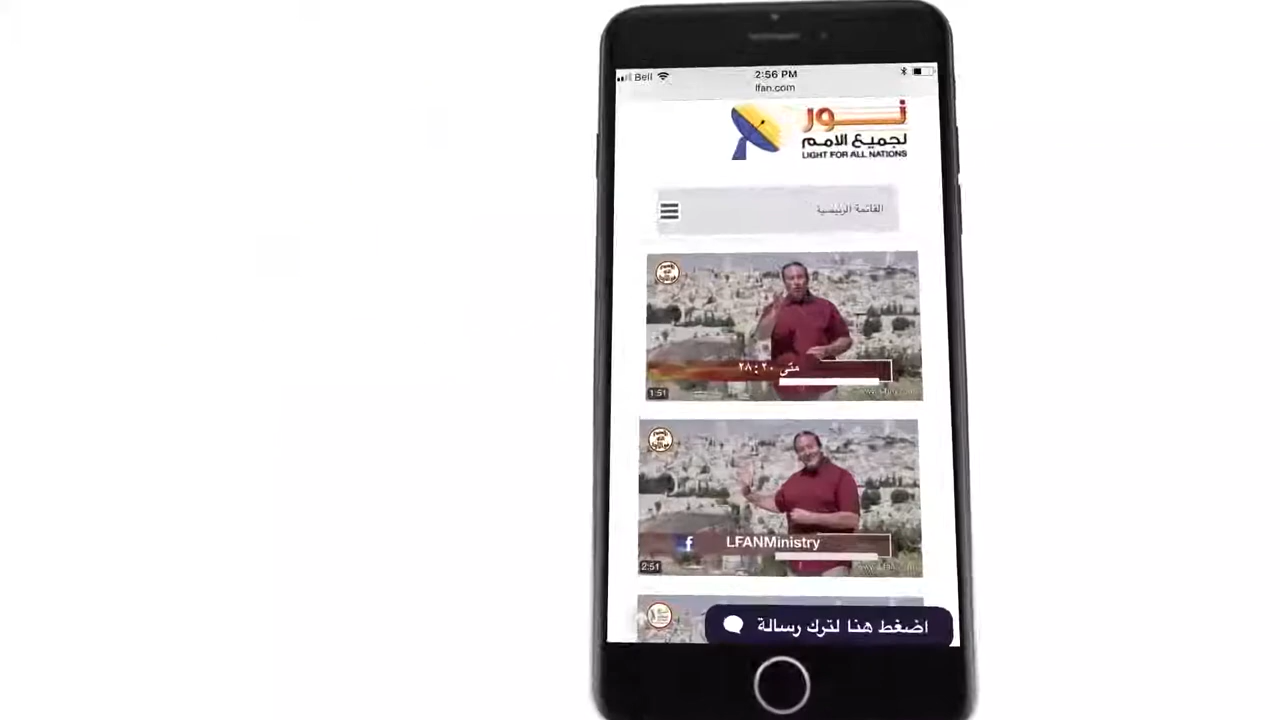 Bell
2:56 PM
lfan.com
نور
لجميع الامم
LIGHT FOR ALL NATIONS
القائمة الرئيسية
متى ٢٠ : ٢٨
1:51
LFANMinistry
2:51
اضغط هنا لترك رسالة